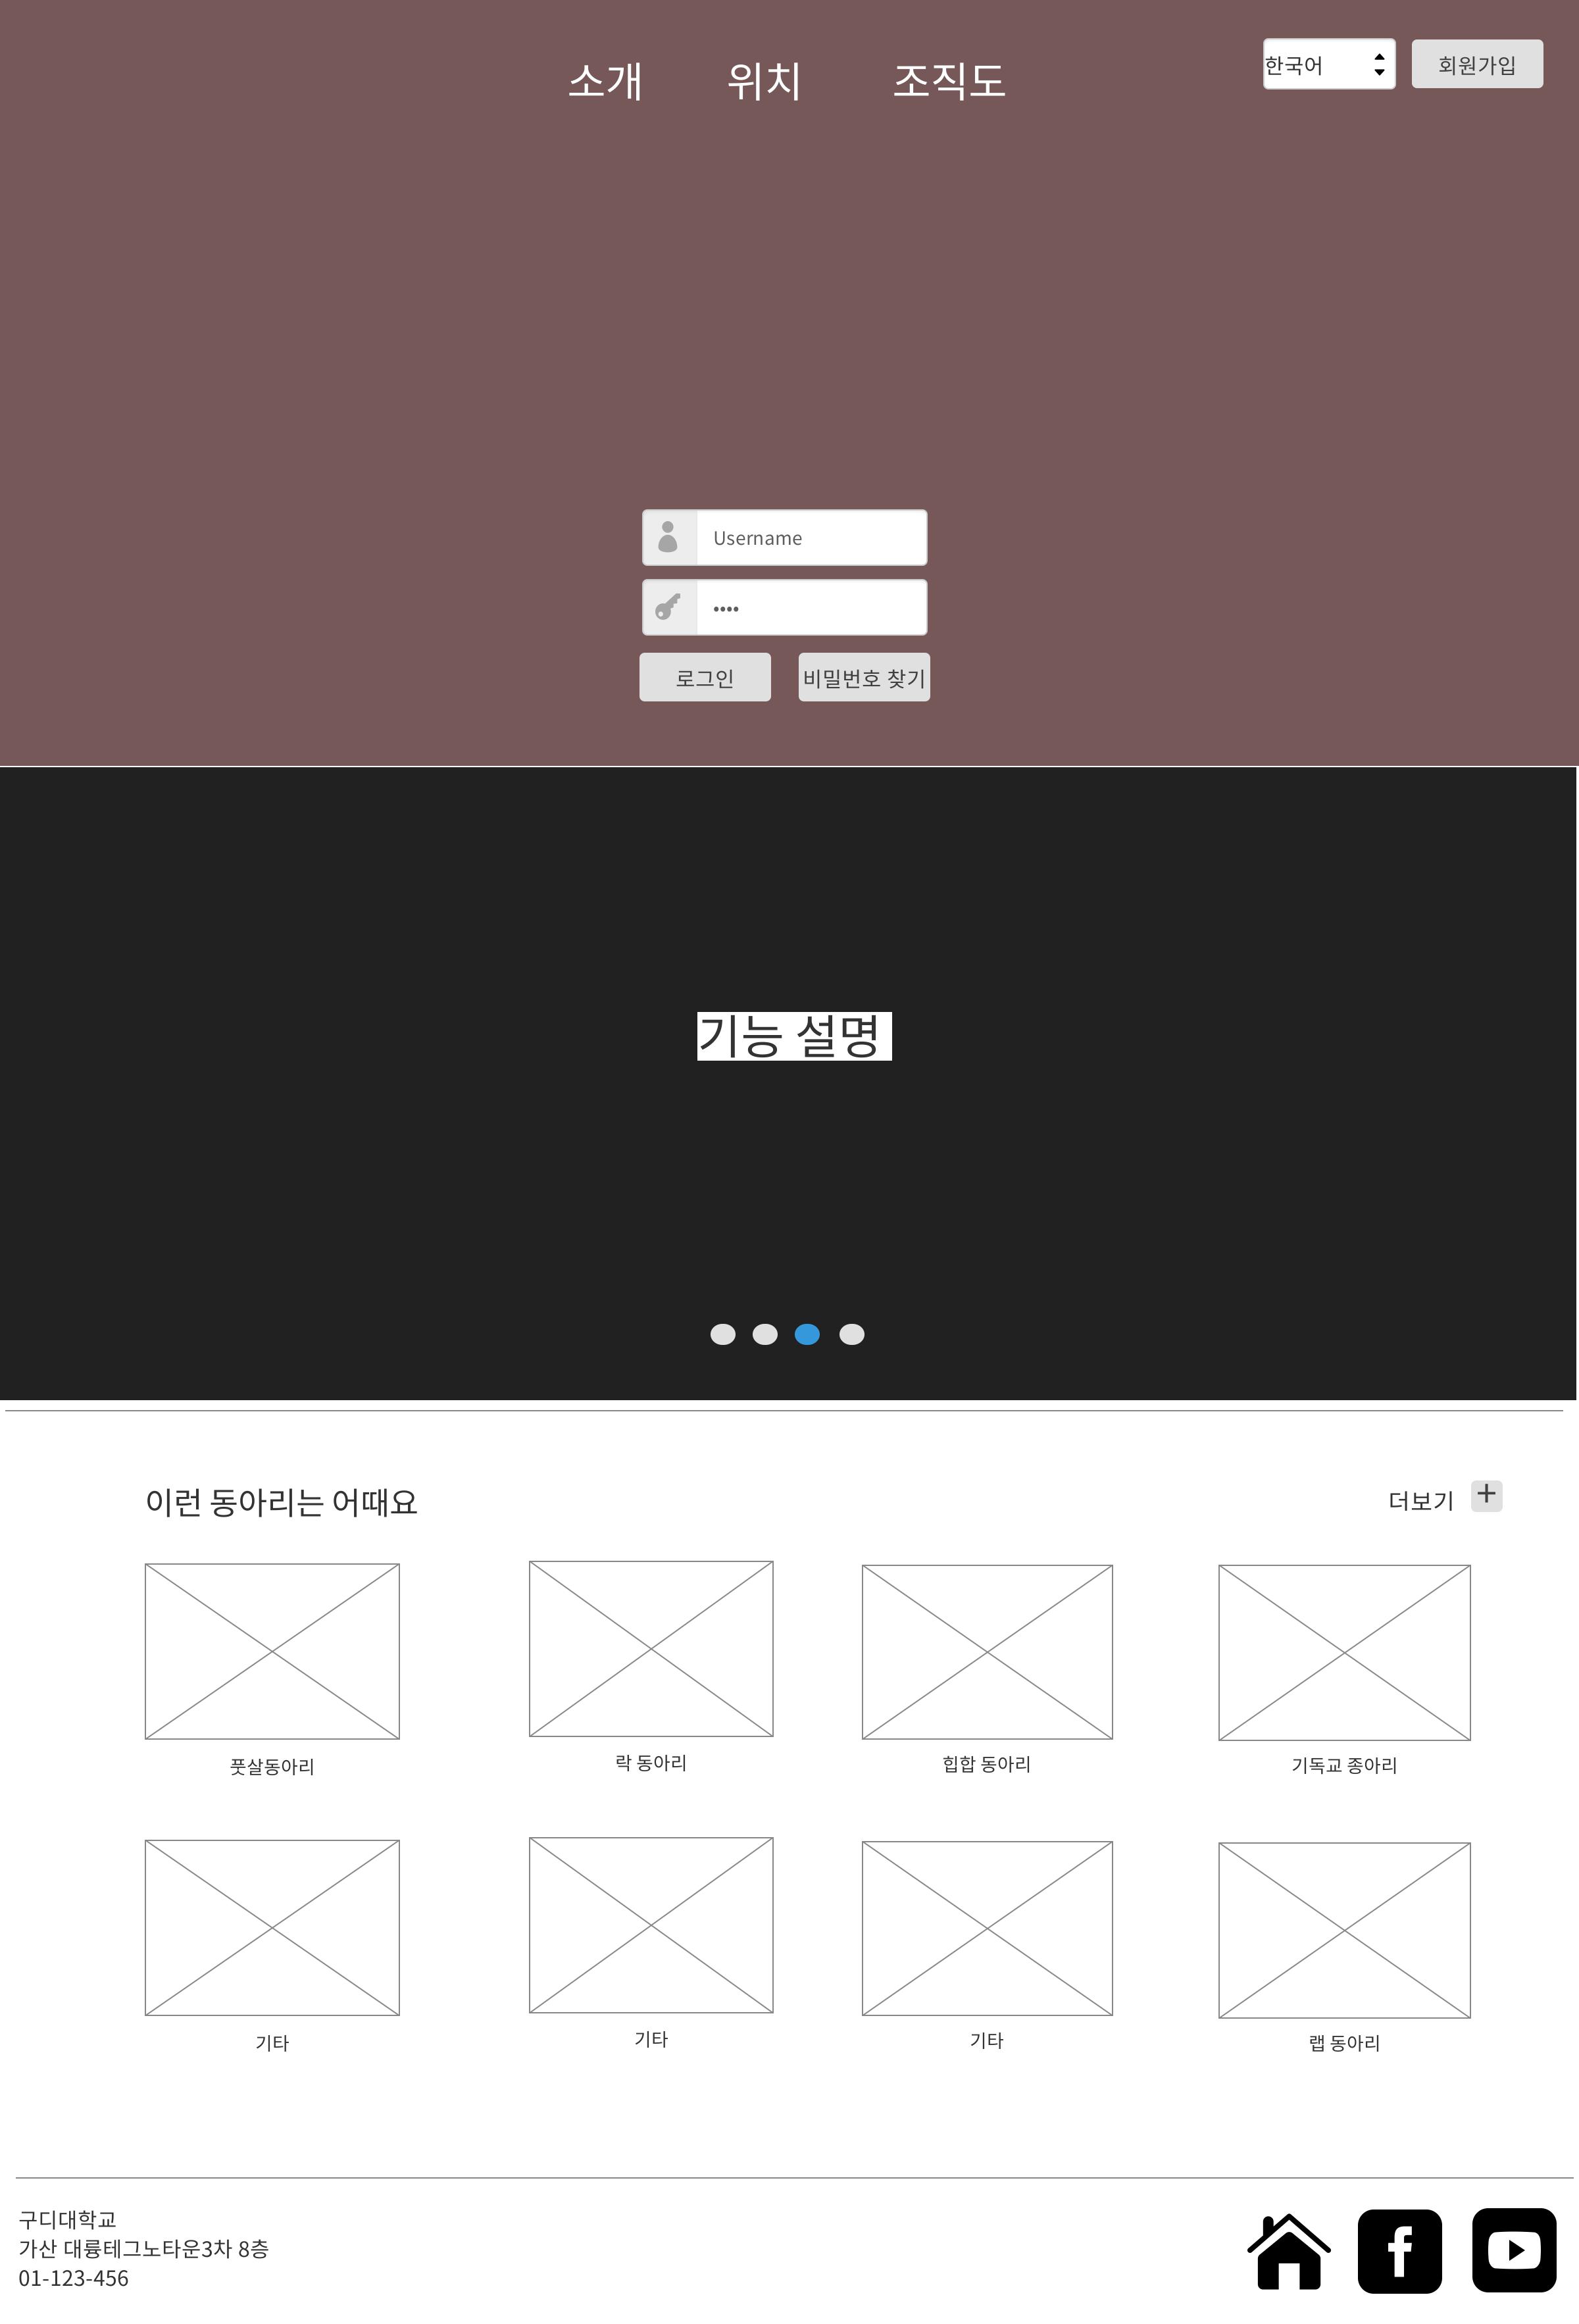 소개 위치 조직도 한국어 회원가입
Username
••••
로그인 비밀번호 찾기
기능 설명
이런 동아리는 어때요 더보기 +
풋살동아리 락 동아리 힙합 동아리 기독교 종아리
기타 기타 기타 랩 동아리
구디대학교
가산 대륭테그노타운3차 8층
01-123-456